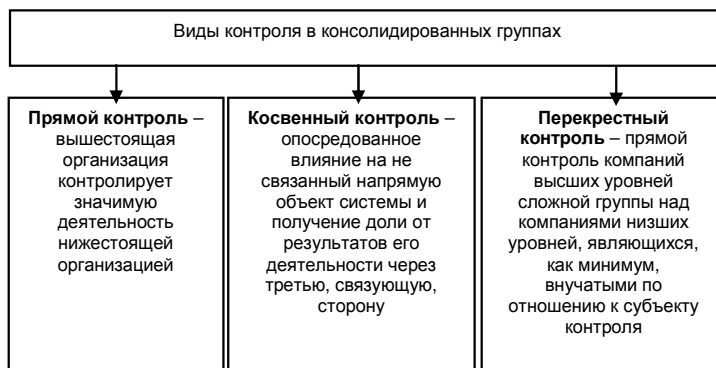 Виды контроля в консолидированных группах
Прямой контроль –
вышестоящая
организация
контролирует
значимую
деятельность
нижестоящей
организацией
Косвенный контроль –
опосредованное
влияние на не
связанный напрямую
объект системы и
получение доли от
результатов его
деятельности через
третью, связующую,
сторону
Перекрестный
контроль – прямой
контроль компаний
высших уровней
сложной группы над
компаниями низших
уровней, являющихся,
как минимум,
внучатыми по
отношению к субъекту
контроля